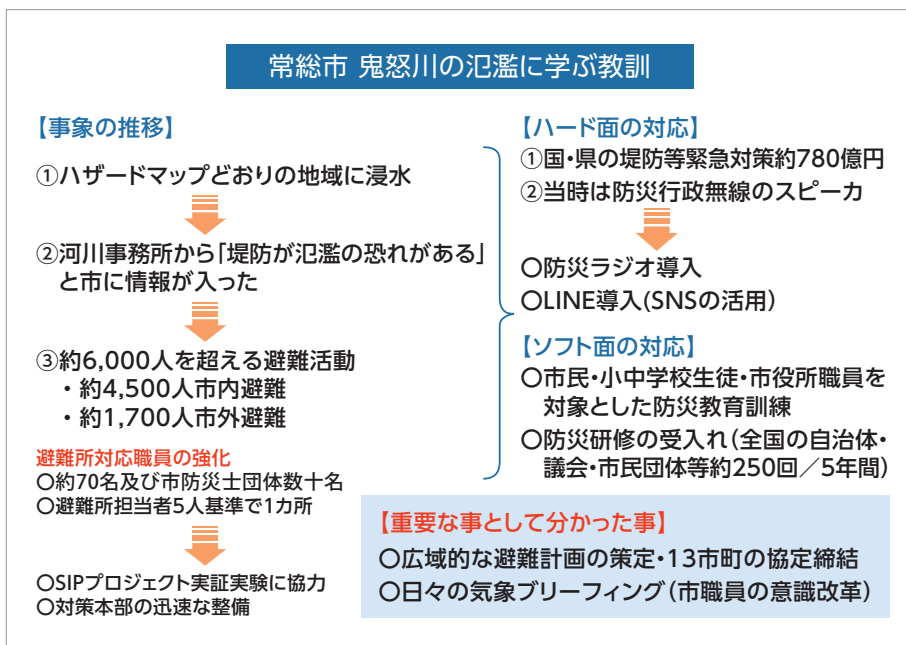 常総市 鬼怒川の氾濫に学ぶ教訓
【事象の推移】
①ハザードマップどおりの地域に浸水
②河川事務所から「堤防が氾濫の恐れがある」
と市に情報が入った
③約6,000人を超える避難活動
・約4,500人市内避難
・約1,700人市外避難
避難所対応職員の強化
〇約70名及び市防災士団体数十名
〇避難所担当者5人基準で1カ所
〇SIPプロジェクト実証実験に協力
〇対策本部の迅速な整備
【ハード面の対応】
①国・県の堤防等緊急対策約780億円
②当時は防災行政無線のスピーカ
〇防災ラジオ導入
〇LINE導入(SNSの活用)
【ソフト面の対応】
〇市民・小中学校生徒・市役所職員を
対象とした防災教育訓練
〇防災研修の受入れ(全国の自治体・
議会・市民団体等約250回/5年間)
【重要な事として分かった事】
〇広域的な避難計画の策定・13市町の協定締結
〇日々の気象ブリーフィング(市職員の意識改革)